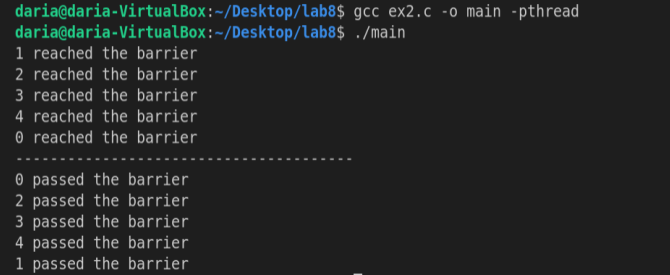 daria@daria-VirtualBox:~/Desktop/lab8$ gcc ex2.c -o main -pthread
daria@daria-VirtualBox:~/Desktop/lab8$ ./main
1 reached the barrier
2 reached the barrier
3 reached the barrier
4 reached the barrier
0 reached the barrier
---------------------------------------
0 passed the barrier
2 passed the barrier
3 passed the barrier
4 passed the barrier
1 passed the barrier